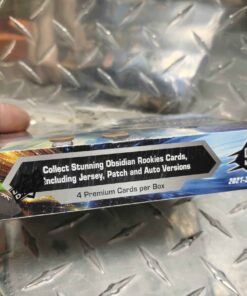 Collect Stunning Obsidian Rookies Cards,
Including Jersey, Patch and Auto Versions
4 Premium Cards per Box